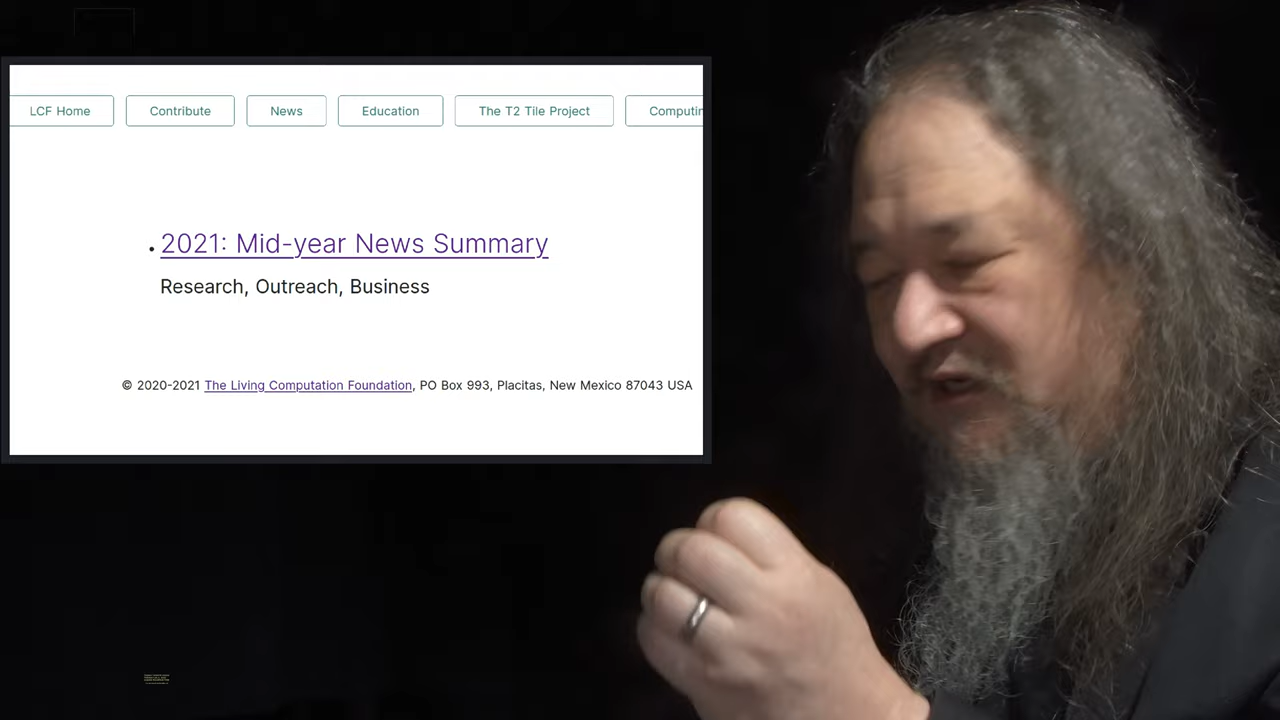 LCF Home
Contribute
News
Education
The T2 Tile Project
Computin
• 2021: Mid-year News Summary
Research, Outreach, Business
© 2020-2021 The Living Computation Foundation, PO Box 993, Placitas, New Mexico 87043 USA